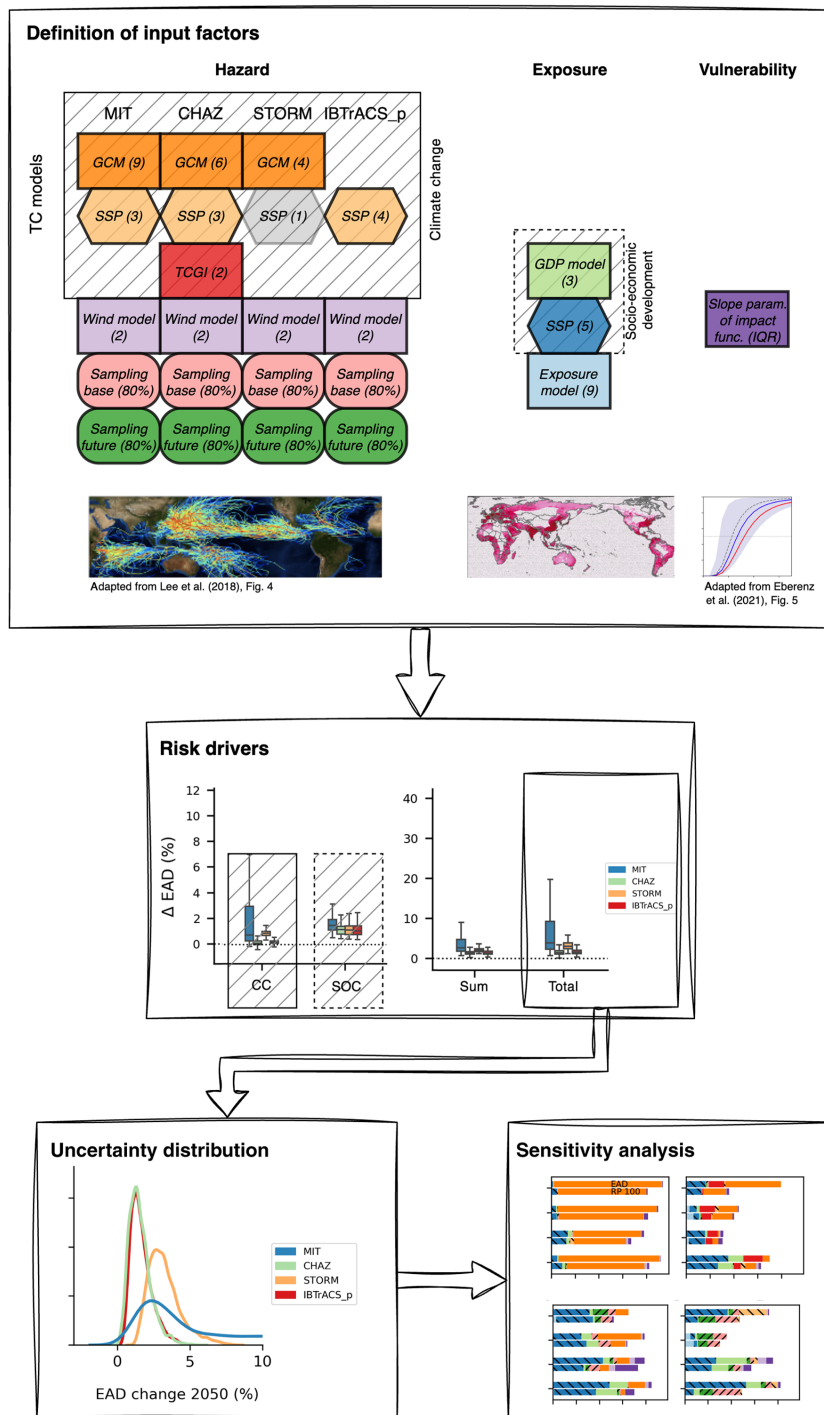 Definition of input factors
Hazard
Exposure
Vulnerability
MIT
CHAZ
STORM
IBTrACS_p
TC models
Climate change
GCM (9)
GCM (6)
GCM (4)
SSP (3)
SSP (3)
SSP (1)
SSP (4)
TCGI (2)
Wind model
(2)
Wind model
(2)
Wind model
(2)
Wind model
(2)
Sampling
base (80%)
Sampling
base (80%)
Sampling
base (80%)
Sampling
base (80%)
Sampling
future (80%)
Sampling
future (80%)
Sampling
future (80%)
Sampling
future (80%)
GDP model
(3)
SSP (5)
Exposure
model (9)
Socio-economic
development
Slope param.
of impact
func. (IQR)
Adapted from Lee et al. (2018), Fig. 4
Adapted from Eberenz
et al. (2021), Fig. 5
Risk drivers
Δ EAD (%)
12
10
8
6
4
2
0
CC
SOC
40
30
20
10
0
Sum
Total
MIT
CHAZ
STORM
IBTrACS_p
Uncertainty distribution
MIT
CHAZ
STORM
IBTrACS_p
0
5
10
EAD change 2050 (%)
Sensitivity analysis
EAD
RP 100